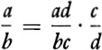 a/b = ad/bc · c/d